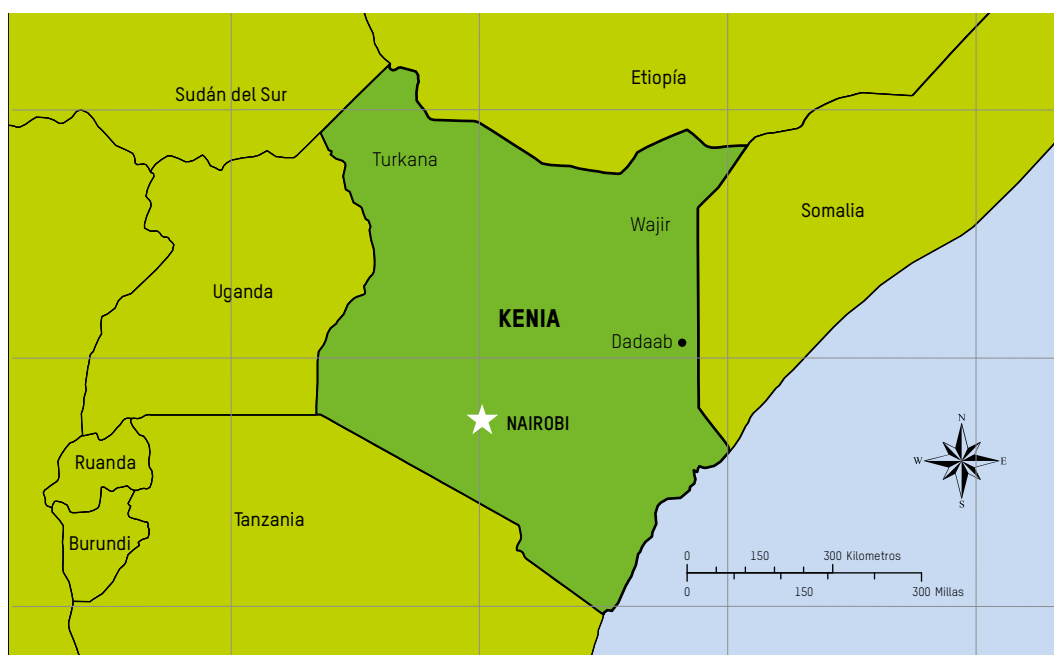 Etiopía
Sudán del Sur
Turkana
Somalia
Wajir
Uganda
KENIA
Dadaab
NAIROBI
Ruanda
Tanzania
Burundi
N
W E
S
0 150 300 Kilometros
0 150 300 Millas